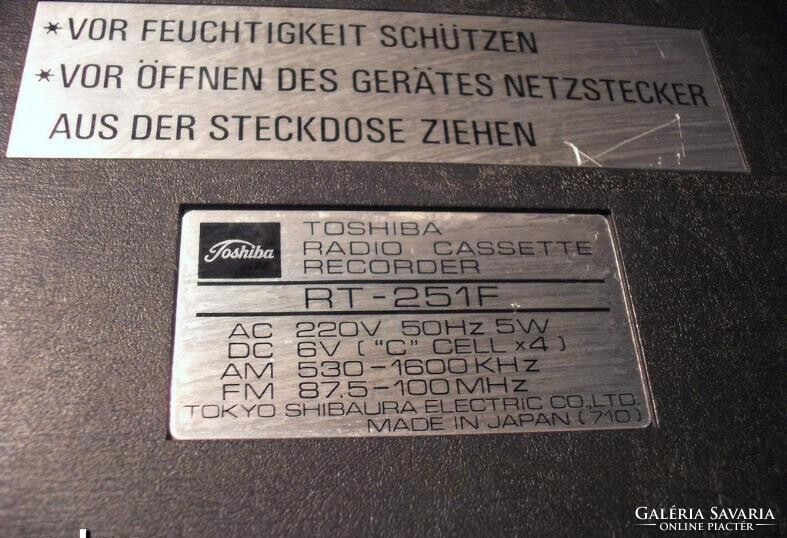 *VOR FEUCHTIGKEIT SCHÜTZEN
*VOR ÖFFNEN DES GERÄTES NETZSTECKER
AUS DER STECKDOSE ZIEHEN
Toshiba
TOSHIBA
RADIO CASSETTE
RECORDER
RT-251F
AC 220V 50Hz 5W
DC 6V ("C" CELL ×4)
AM 530-1600KHz
FM 87.5-100MHz
TOKYO SHIBAURA ELECTRIC CO.,LTD.
MADE IN JAPAN (710)
GALÉRIA SAVARIA
ONLINE PIACTÉR